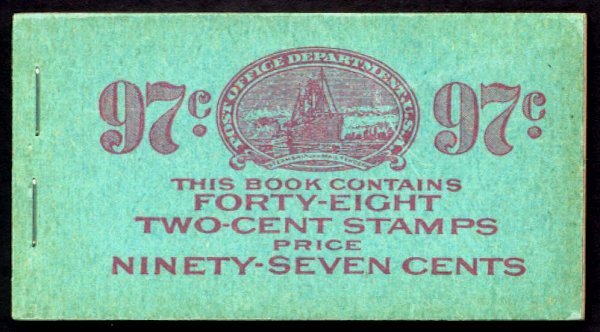 97¢.
POST OFFICE DEPARTMENT, U.S.A.
97¢.
THIS BOOK CONTAINS
FORTY-EIGHT
TWO-CENT STAMPS
PRICE
NINETY-SEVEN CENTS